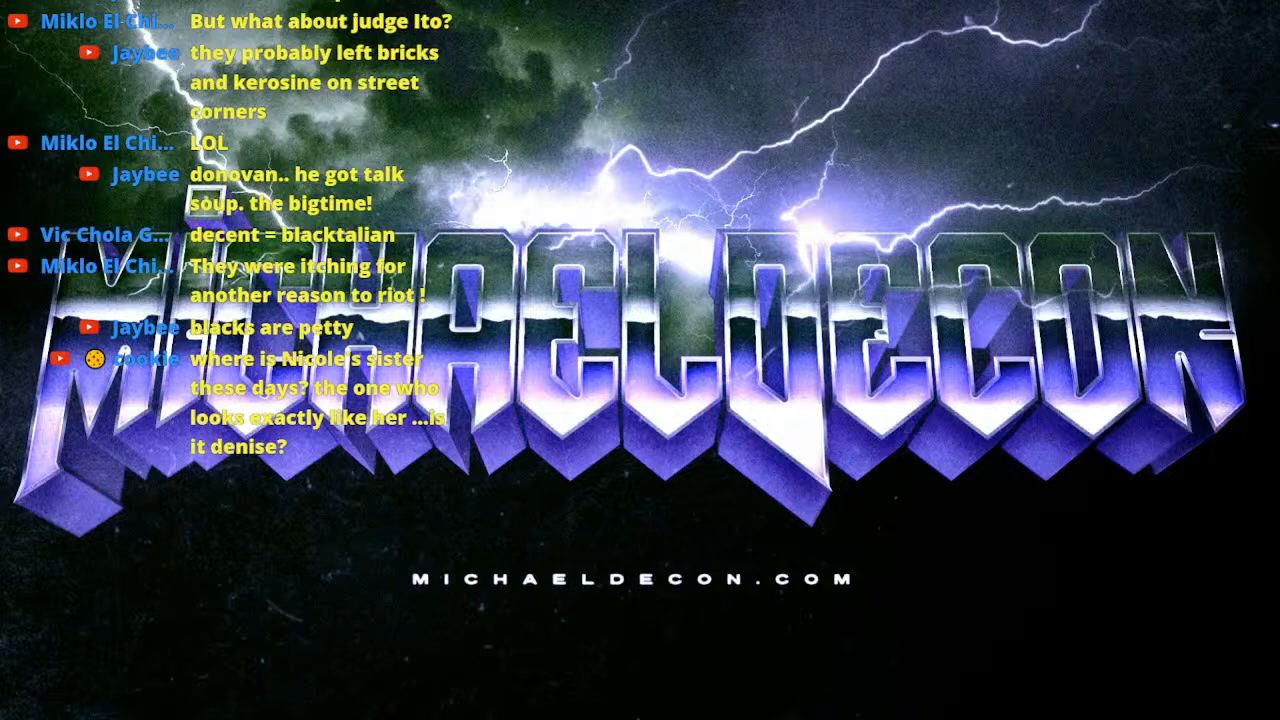 Miklo El Chi... But what about judge Ito?
Jaybee they probably left bricks
and kerosine on street
corners
Miklo El Chi... LOL
Jaybee donovan.. he got talk
soup. the bigtime!
Vic Chola G... decent = blacktalian
Miklo El Chi... They were itching for
another reason to riot !
Jaybee blacks are petty
cookie where is Nicole's sister
these days? the one who
looks exactly like her ...is
it denise?
MiCHAELDECON
MICHAELDECON.COM